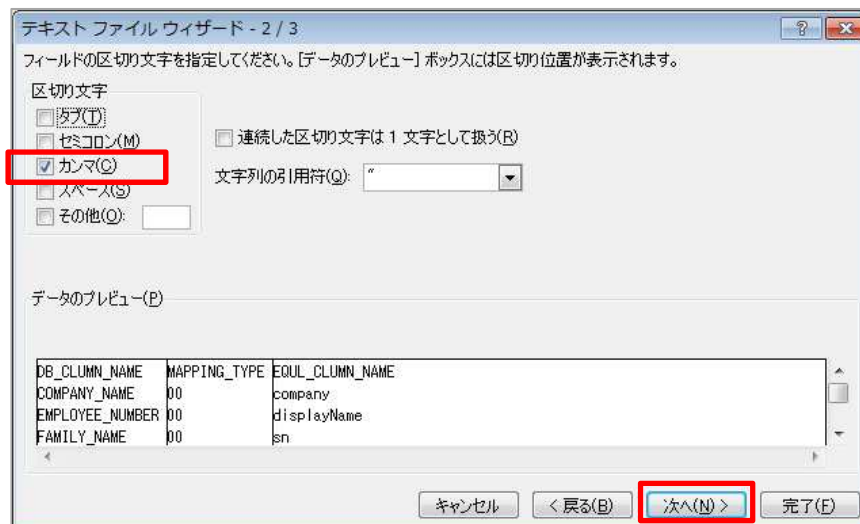 テキスト ファイル ウィザード - 2 / 3
フィールドの区切り文字を指定してください。[データのプレビュー] ボックスには区切り位置が表示されます。
区切り文字
タブ(T)
セミコロン(M)
カンマ(C)
スペース(S)
その他(O):
連続した区切り文字は 1 文字として扱う(R)
文字列の引用符(Q): "
データのプレビュー(P)
DB_CLUMN_NAME MAPPING_TYPE EQUL_CLUMN_NAME
COMPANY_NAME 00 company
EMPLOYEE_NUMBER 00 displayName
FAMILY_NAME 00 sn
キャンセル < 戻る(B) 次へ(N) > 完了(F)